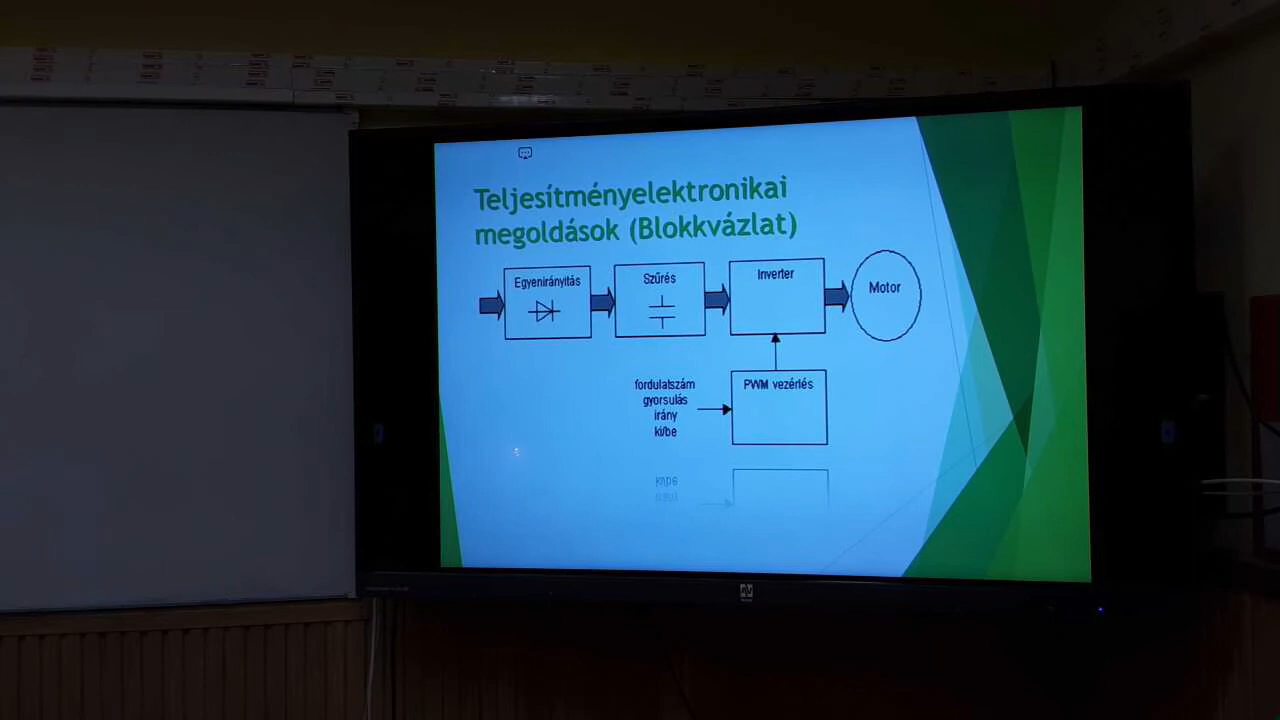 Teljesítményelektronikai
megoldások (Blokkvázlat)
Egyenirányítás
Szűrés
Inverter
Motor
fordulatszám
gyorsulás
irány
ki/be
PWM vezérlés